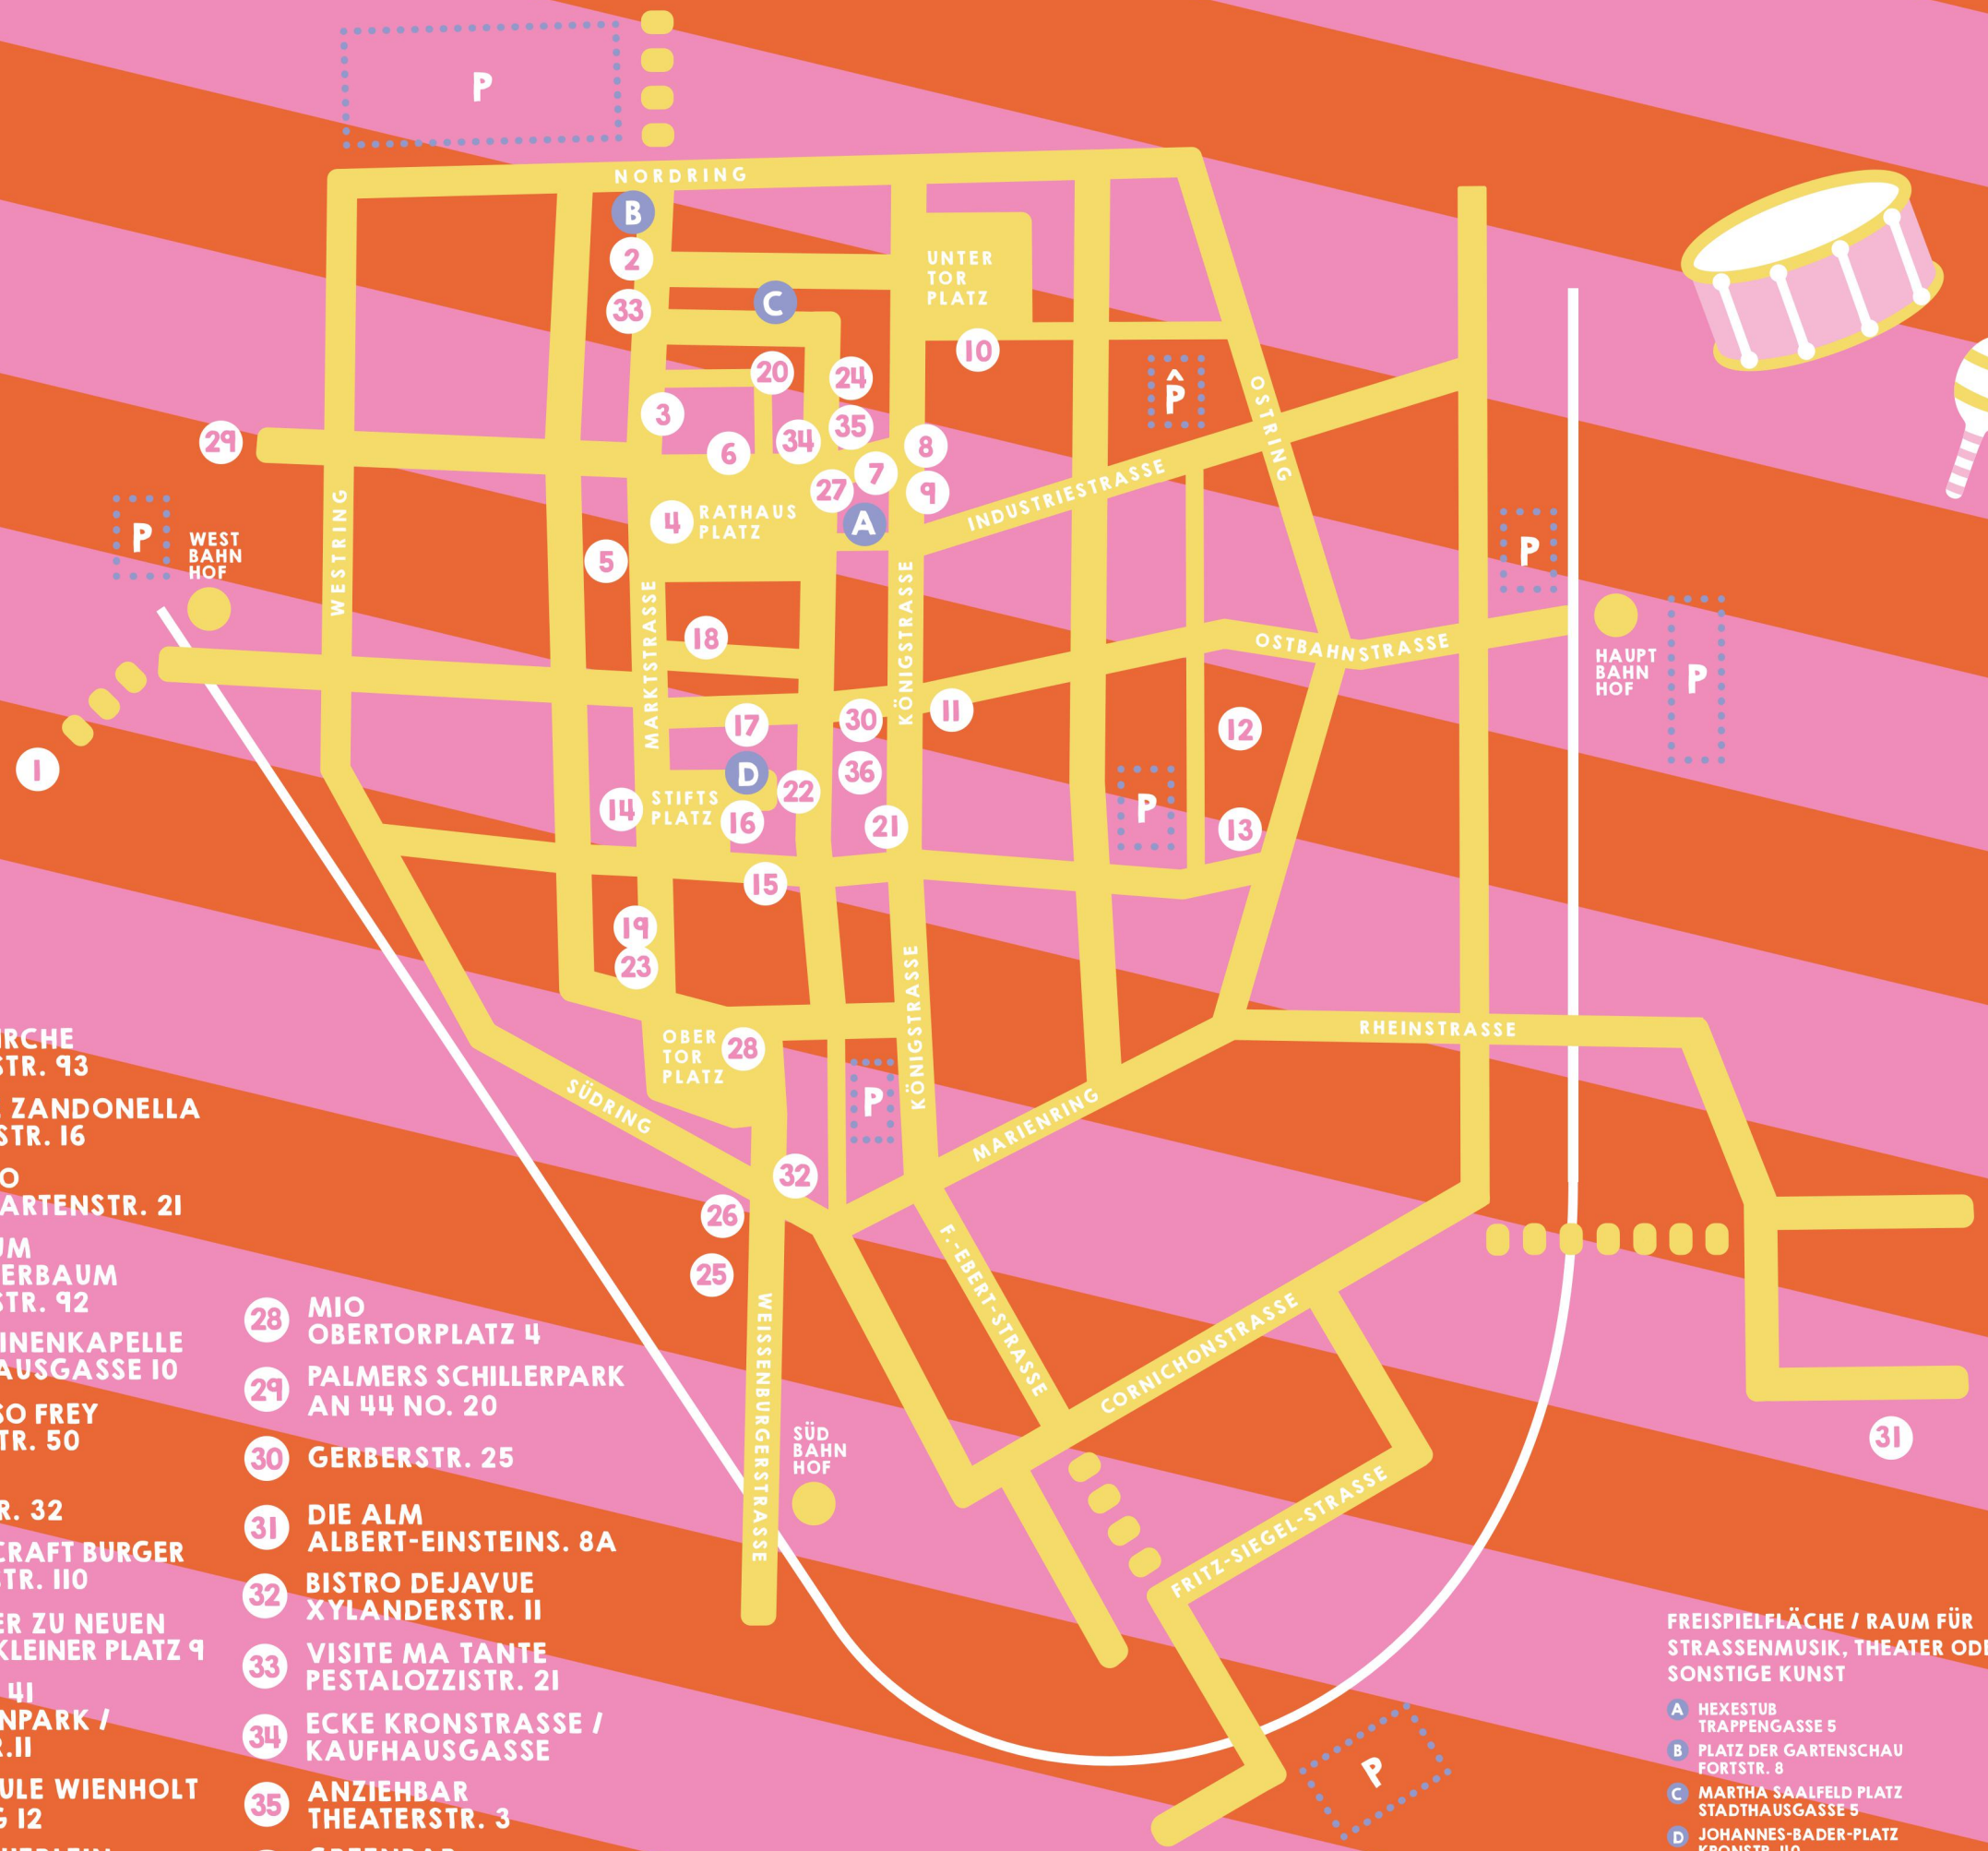 P
NORDRING
B
2
UNTER
TOR
PLATZ
C
33
10
20
24
P̂
OSTRING
3
35
29
34
8
6
7
27
9
INDUSTRIESTRASSE
4
RATHAUS
PLATZ
A
WESTRING
P
WEST
BAHN
HOF
5
P
MARKTSTRASSE
KÖNIGSTRASSE
18
OSTBAHNSTRASSE
HAUPT
BAHN
HOF
P
17
30
11
12
1
D
36
22
14
STIFTS
PLATZ
16
21
P
13
15
19
23
KÖNIGSTRASSE
OBER
TOR
PLATZ
28
RHEINSTRASSE
P
SÜDRING
MARIENRING
32
26
25
F.-EBERT-STRASSE
WEISSENBURGERSTRASSE
CORNICHONSTRASSE
SÜD
BAHN
HOF
FRITZ-SIEGEL-STRASSE
31
P
STR. 93
ZANDONELLA
STR. 16
O
ARTENSTR. 21
ERBAUM
STR. 92
INENKAPELLE
AUSGASSE 10
SO FREY
TR. 50
R. 32
CRAFT BURGER
TR. 110
ER ZU NEUEN
KLEINER PLATZ 9
41
NPARK /
R.11
ULE WIENHOLT
G 12
28 MIO
OBERTORPLATZ 4
29 PALMERS SCHILLERPARK
AN 44 NO. 20
30 GERBERSTR. 25
31 DIE ALM
ALBERT-EINSTEINS. 8A
32 BISTRO DEJAVUE
XYLANDERSTR. 11
33 VISITE MA TANTE
PESTALOZZISTR. 21
34 ECKE KRONSTRASSE /
KAUFHAUSGASSE
35 ANZIEHBAR
THEATERSTR. 3
FREISPIELFLÄCHE / RAUM FÜR
STRASSENMUSIK, THEATER OD
SONSTIGE KUNST
A HEXESTUB
TRAPPENGASSE 5
B PLATZ DER GARTENSCHAU
FORTSTR. 8
C MARTHA SAALFELD PLATZ
STADTHAUSGASSE 5
D JOHANNES-BADER-PLATZ